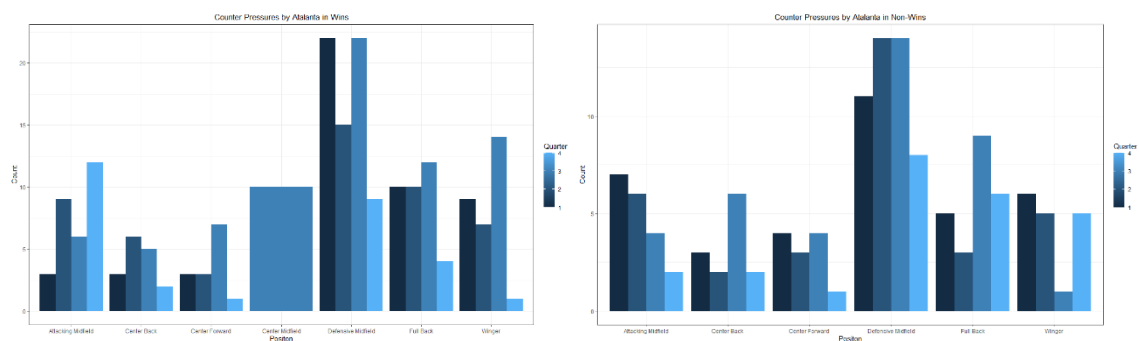 Counter Pressures by Atalanta in Wins
20
15
10
5
0
Count
Attacking Midfield
Center Back
Center Forward
Center Midfield
Defensive Midfield
Full Back
Winger
Positon
Quarter
4
3
2
1
Counter Pressures by Atalanta in Non-Wins
10
5
0
Count
Attacking Midfield
Center Back
Center Forward
Defensive Midfield
Full Back
Winger
Positon
Quarter
4
3
2
1